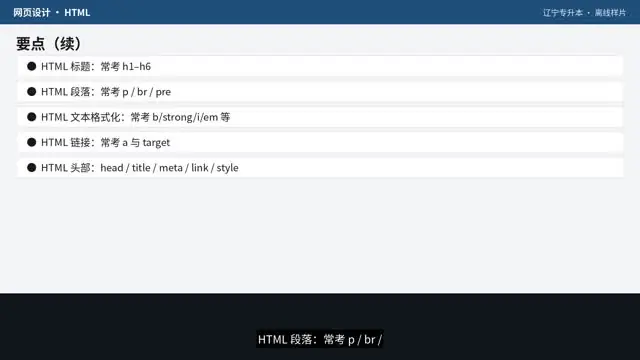 网页设计 • HTML
辽宁专升本 • 离线样片
要点（续）
● HTML 标题：常考 h1–h6
● HTML 段落：常考 p / br / pre
● HTML 文本格式化：常考 b/strong/i/em 等
● HTML 链接：常考 a 与 target
● HTML 头部：head / title / meta / link / style
HTML 段落：常考 p / br /